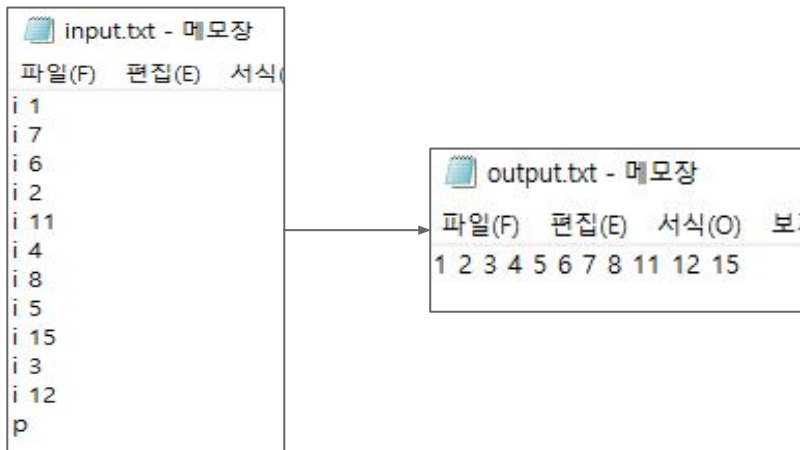 input.txt - 메모장
파일(F) 편집(E) 서식(
i 1
i 7
i 6
i 2
i 11
i 4
i 8
i 5
i 15
i 3
i 12
p
output.txt - 메모장
파일(F) 편집(E) 서식(O) 보
1 2 3 4 5 6 7 8 11 12 15